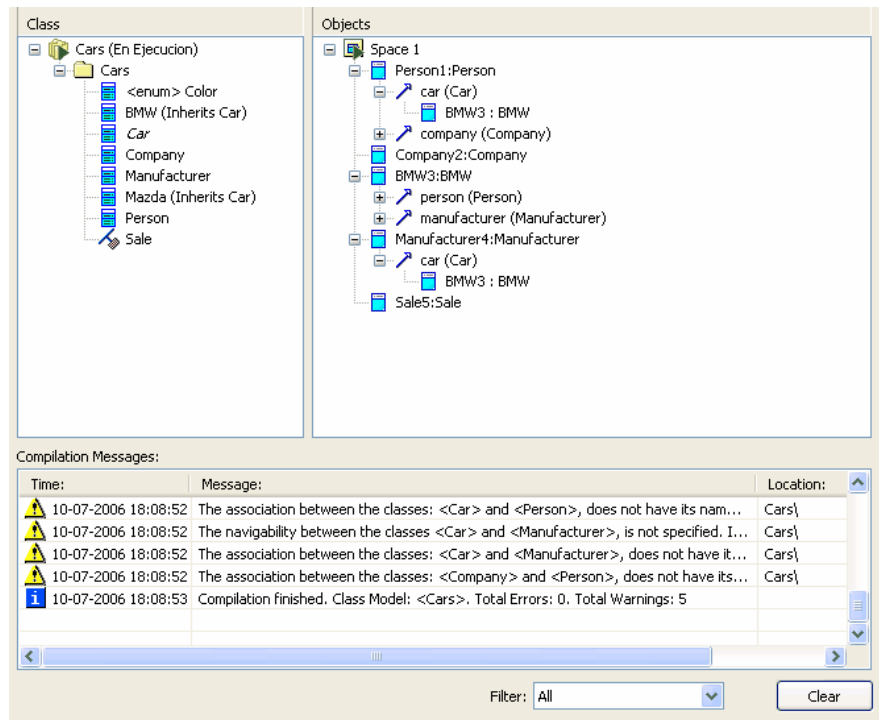 Class
Cars (En Ejecucion)
Cars
<enum> Color
BMW (Inherits Car)
Car
Company
Manufacturer
Mazda (Inherits Car)
Person
Sale
Objects
Space 1
Person1:Person
car (Car)
BMW3 : BMW
company (Company)
Company2:Company
BMW3:BMW
person (Person)
manufacturer (Manufacturer)
Manufacturer4:Manufacturer
car (Car)
BMW3 : BMW
Sale5:Sale
Compilation Messages:
Time: Message: Location:
10-07-2006 18:08:52 The association between the classes: <Car> and <Person>, does not have its nam... Cars\
10-07-2006 18:08:52 The navigability between the classes <Car> and <Manufacturer>, is not specified. I... Cars\
10-07-2006 18:08:52 The association between the classes: <Car> and <Manufacturer>, does not have it... Cars\
10-07-2006 18:08:52 The association between the classes: <Company> and <Person>, does not have its... Cars\
10-07-2006 18:08:53 Compilation finished. Class Model: <Cars>. Total Errors: 0. Total Warnings: 5
Filter: All Clear